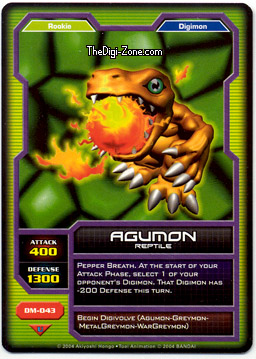 Rookie
Digimon
TheDigi-Zone.com
AGUMON
REPTILE
ATTACK
400
DEFENSE
1300
DM-043
Pepper Breath. At the start of your
Attack Phase, select 1 of your
opponent's Digimon. That Digimon has
-200 Defense this turn.
Begin Digivolve (Agumon-Greymon-
MetalGreymon-WarGreymon)
© 2004 Akiyoshi Hongo • Toei Animation © 2004 BANDAI